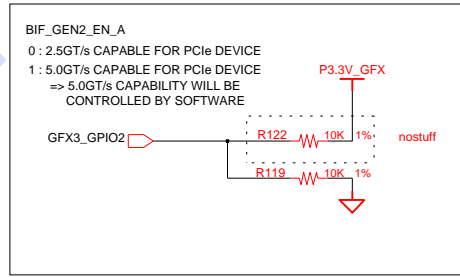 BIF_GEN2_EN_A
0 : 2.5GT/s CAPABLE FOR PCIe DEVICE
1 : 5.0GT/s CAPABLE FOR PCIe DEVICE
=> 5.0GT/s CAPABILITY WILL BE
CONTROLLED BY SOFTWARE
P3.3V_GFX
GFX3_GPIO2
R122 10K 1% nostuff
R119 10K 1%